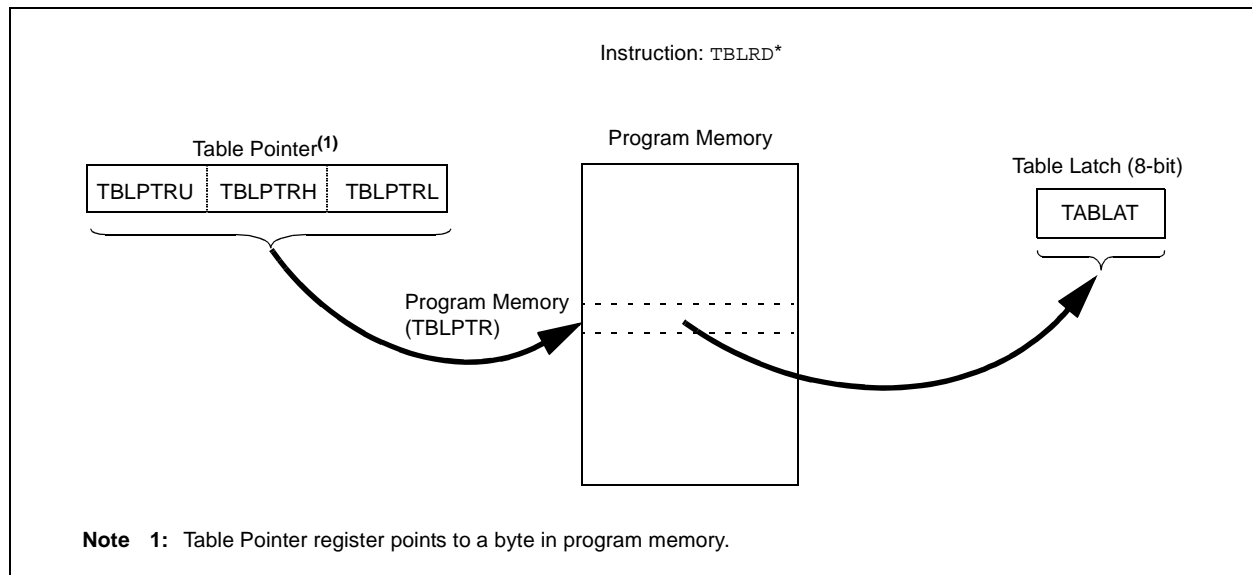 Instruction: TBLRD*
Table Pointer(1)
TBLPTRU TBLPTRH TBLPTRL
Program Memory
Table Latch (8-bit)
TABLAT
Program Memory
(TBLPTR)
Note 1: Table Pointer register points to a byte in program memory.